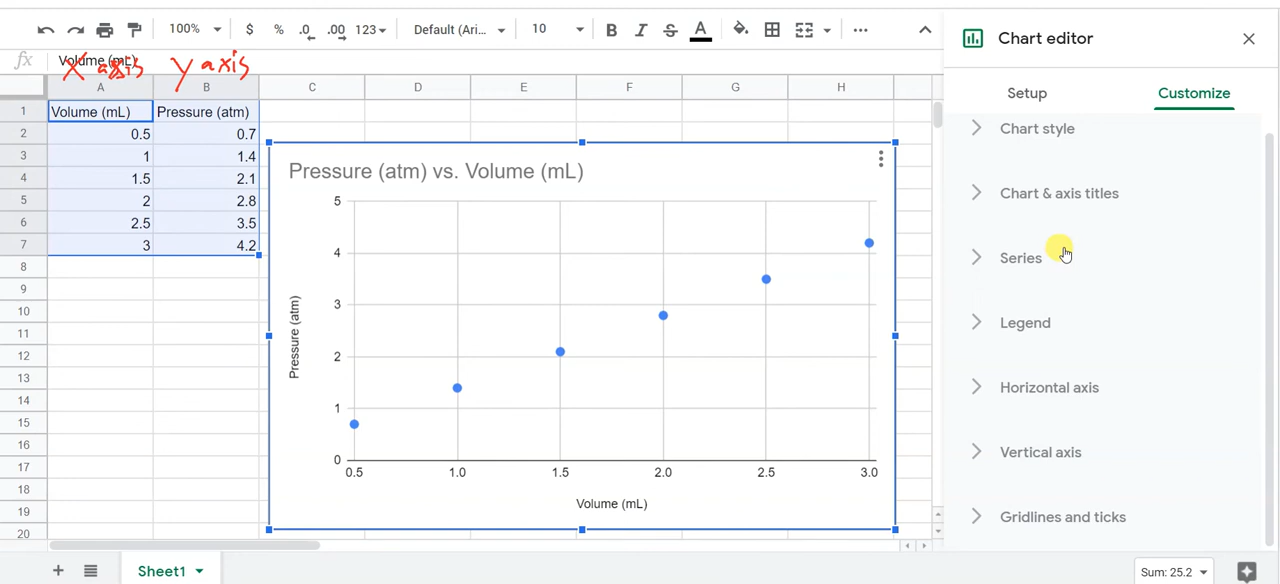 100% $ % .0 .00 123 Default (Ari... 10 B I S A
Chart editor
fx Volume (mL)
X axis Y axis
Setup Customize
A B C D E F G H
1 Volume (mL) Pressure (atm)
2 0.5 0.7
3 1 1.4
4 1.5 2.1
5 2 2.8
6 2.5 3.5
7 3 4.2
8
9
10
11
12
13
14
15
16
17
18
19
20
Pressure (atm) vs. Volume (mL)
5
4
3
2
1
0
Pressure (atm)
0.5 1.0 1.5 2.0 2.5 3.0
Volume (mL)
Chart style
Chart & axis titles
Series
Legend
Horizontal axis
Vertical axis
Gridlines and ticks
Sheet1
Sum: 25.2